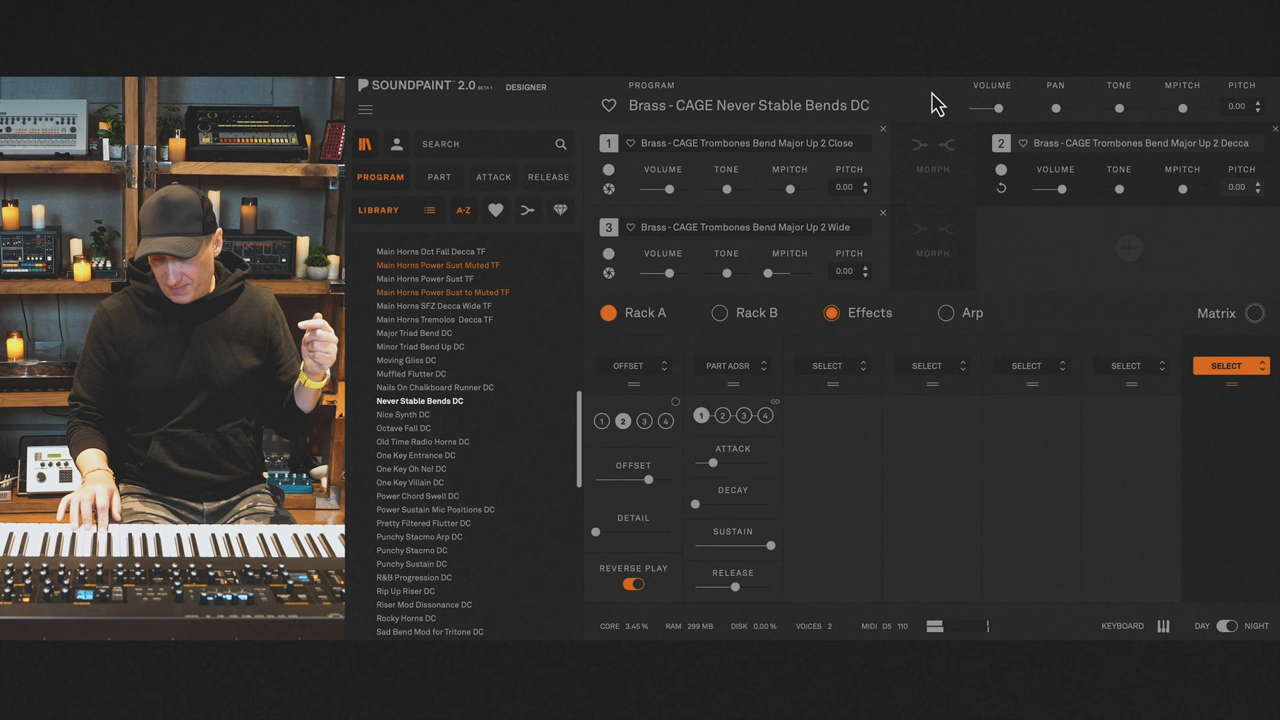 SOUNDPAINT™ 2.0 BETA 1 DESIGNER
PROGRAM
Brass - CAGE Never Stable Bends DC
VOLUME PAN TONE MPITCH PITCH
0.00
SEARCH
PROGRAM PART ATTACK RELEASE
LIBRARY A-Z
Main Horns Oct Fall Decca TF
Main Horns Power Sust Muted TF
Main Horns Power Sust TF
Main Horns Power Sust to Muted TF
Main Horns SFZ Decca Wide TF
Main Horns Tremolos Decca TF
Major Triad Bend DC
Minor Triad Bend Up DC
Moving Gliss DC
Muffled Flutter DC
Nails On Chalkboard Runner DC
Never Stable Bends DC
Nice Synth DC
Octave Fall DC
Old Time Radio Horns DC
One Key Entrance DC
One Key Oh No! DC
One Key Villain DC
Power Chord Swell DC
Power Sustain Mic Positions DC
Pretty Filtered Flutter DC
Punchy Stacmo Arp DC
Punchy Stacmo DC
Punchy Sustain DC
R&B Progression DC
Rip Up Riser DC
Riser Mod Dissonance DC
Rocky Horns DC
Sad Bend Mod for Tritone DC
1 Brass - CAGE Trombones Bend Major Up 2 Close
VOLUME TONE MPITCH PITCH
0.00
MORPH
2 Brass - CAGE Trombones Bend Major Up 2 Decca
VOLUME TONE MPITCH PITCH
0.00
3 Brass - CAGE Trombones Bend Major Up 2 Wide
VOLUME TONE MPITCH PITCH
0.00
MORPH
Rack A Rack B Effects Arp Matrix
OFFSET PART ADSR SELECT SELECT SELECT SELECT SELECT
1 2 3 4
OFFSET
DETAIL
REVERSE PLAY
1 2 3 4
ATTACK
DECAY
SUSTAIN
RELEASE
CORE 3.45 % RAM 299 MB DISK 0.00 % VOICES 2 MIDI D5 110 KEYBOARD DAY NIGHT